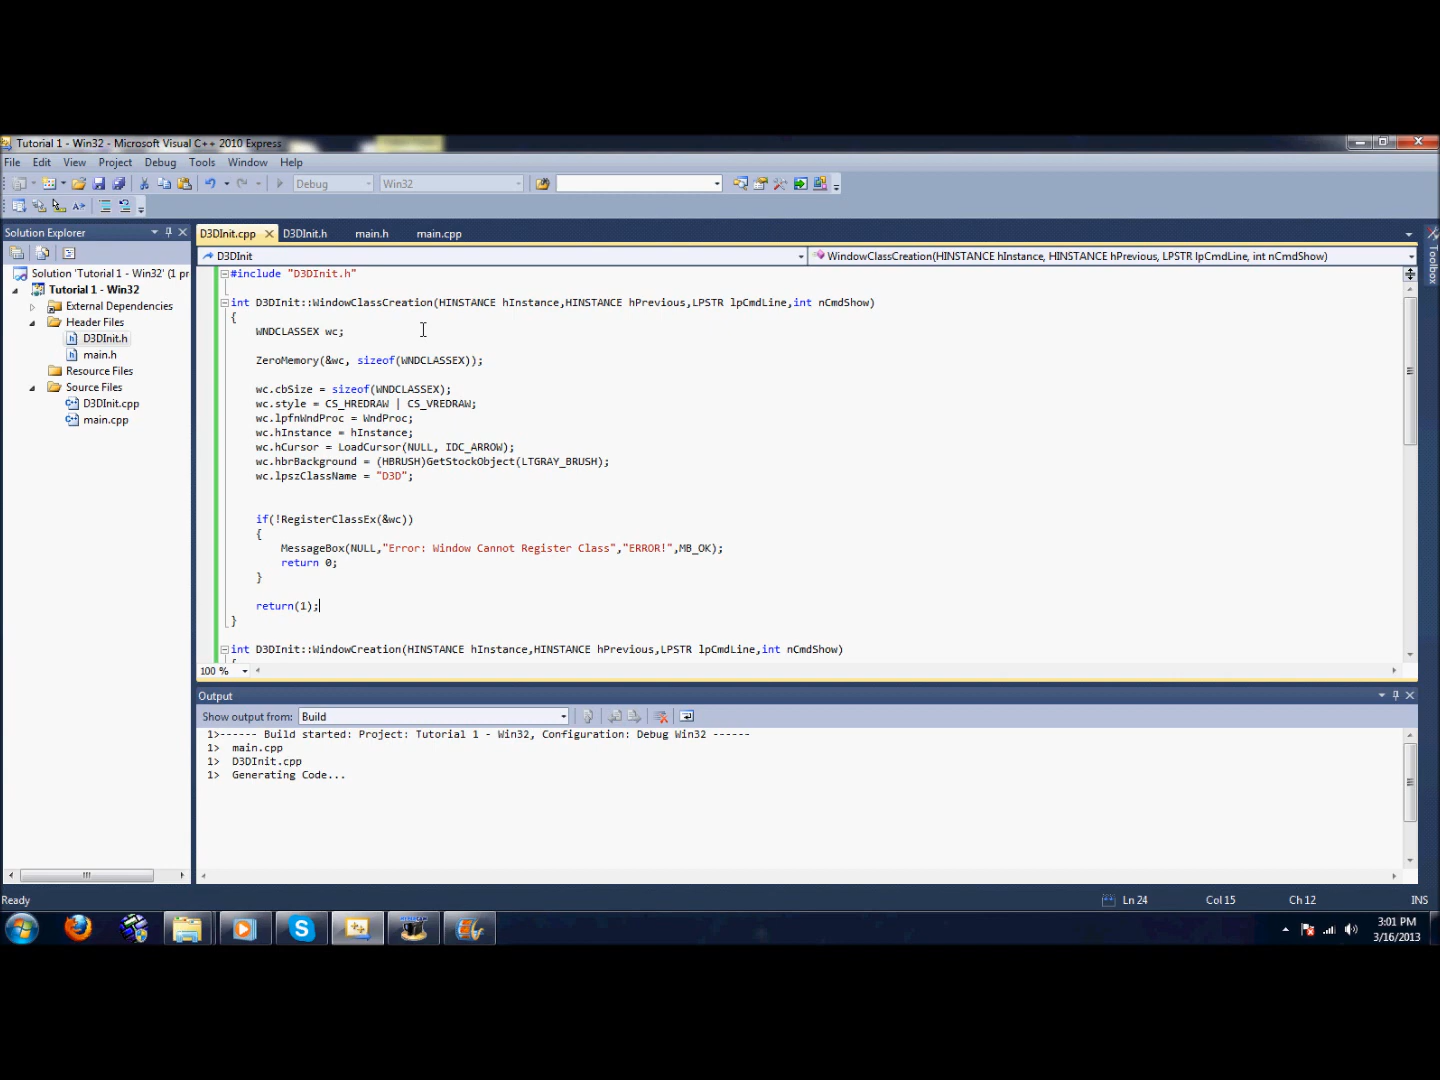 Tutorial 1 - Win32 - Microsoft Visual C++ 2010 Express
File Edit View Project Debug Tools Window Help
Debug Win32
Solution Explorer
D3DInit.cpp D3DInit.h main.h main.cpp
D3DInit
WindowClassCreation(HINSTANCE hInstance, HINSTANCE hPrevious, LPSTR lpCmdLine, int nCmdShow)
Toolbox
Solution 'Tutorial 1 - Win32' (1 pr
Tutorial 1 - Win32
External Dependencies
Header Files
D3DInit.h
main.h
Resource Files
Source Files
D3DInit.cpp
main.cpp
#include "D3DInit.h"
int D3DInit::WindowClassCreation(HINSTANCE hInstance,HINSTANCE hPrevious,LPSTR lpCmdLine,int nCmdShow)
{
WNDCLASSEX wc;
ZeroMemory(&wc, sizeof(WNDCLASSEX));
wc.cbSize = sizeof(WNDCLASSEX);
wc.style = CS_HREDRAW | CS_VREDRAW;
wc.lpfnWndProc = WndProc;
wc.hInstance = hInstance;
wc.hCursor = LoadCursor(NULL, IDC_ARROW);
wc.hbrBackground = (HBRUSH)GetStockObject(LTGRAY_BRUSH);
wc.lpszClassName = "D3D";
if(!RegisterClassEx(&wc))
{
MessageBox(NULL,"Error: Window Cannot Register Class","ERROR!",MB_OK);
return 0;
}
return(1);
}
int D3DInit::WindowCreation(HINSTANCE hInstance,HINSTANCE hPrevious,LPSTR lpCmdLine,int nCmdShow)
100 %
Output
Show output from: Build
1>------ Build started: Project: Tutorial 1 - Win32, Configuration: Debug Win32 ------
1> main.cpp
1> D3DInit.cpp
1> Generating Code...
Ready Ln 24 Col 15 Ch 12 INS
3:01 PM
3/16/2013